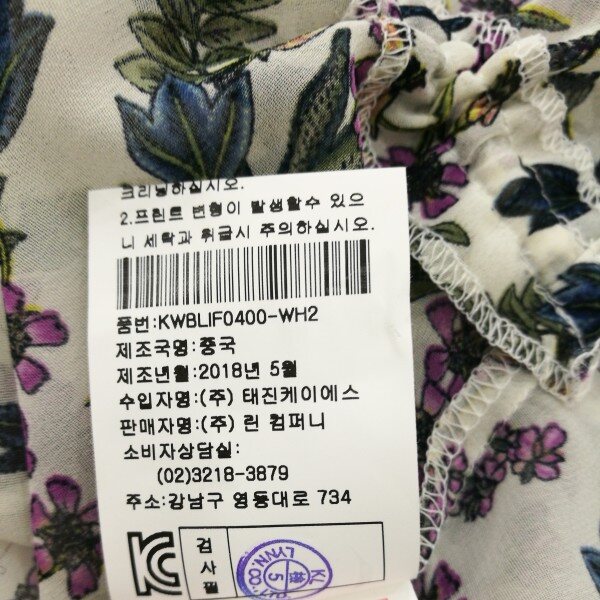 크리닝하십시오.
2.프린트 변형이 발생할수 있으
니 세탁과 취급시 주의하십시오.
품번:KWBLIF0400-WH2
제조국명:중국
제조년월:2018년 5월
수입자명:(주) 태진케이에스
판매자명:(주) 린 컴퍼니
소비자상담실:
(02)3218-3879
주소:강남구 영동대로 734
검
사
필
LYNN.CO
5